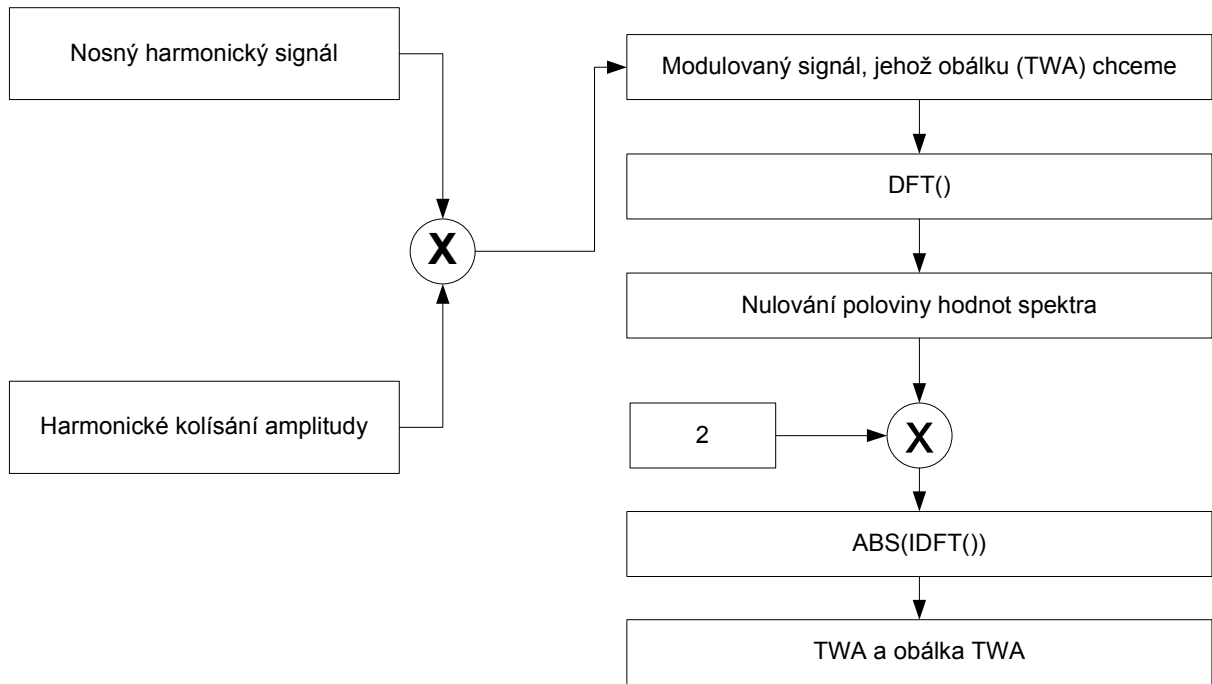 Nosný harmonický signál
Modulovaný signál, jehož obálku (TWA) chceme
DFT()
X
Nulování poloviny hodnot spektra
Harmonické kolísání amplitudy
2
X
ABS(IDFT())
TWA a obálka TWA